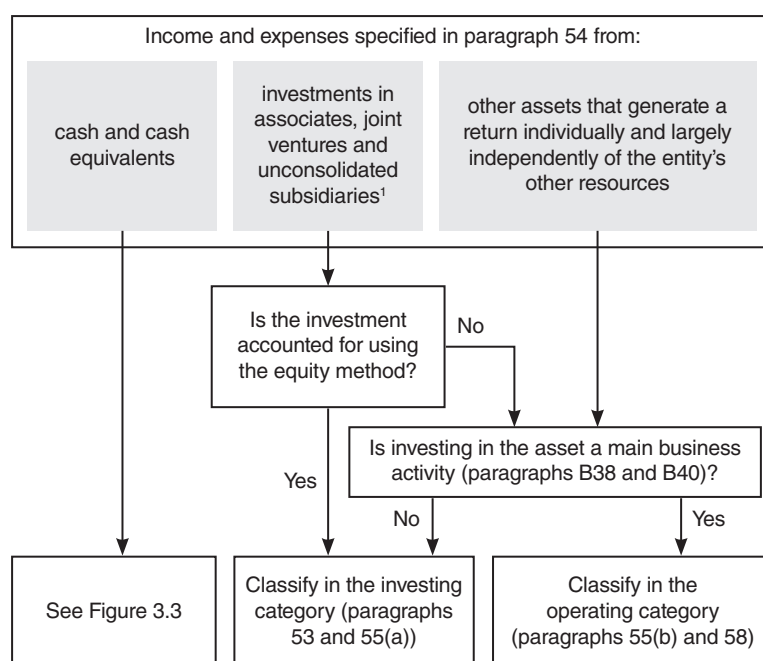 Income and expenses specified in paragraph 54 from:
cash and cash
equivalents
investments in
associates, joint
ventures and
unconsolidated
subsidiaries¹
other assets that generate a
return individually and largely
independently of the entity’s
other resources
Is the investment
accounted for using
the equity method?
No
Is investing in the asset a main business
activity (paragraphs B38 and B40)?
Yes
No
Yes
See Figure 3.3
Classify in the investing
category (paragraphs
53 and 55(a))
Classify in the
operating category
(paragraphs 55(b) and 58)